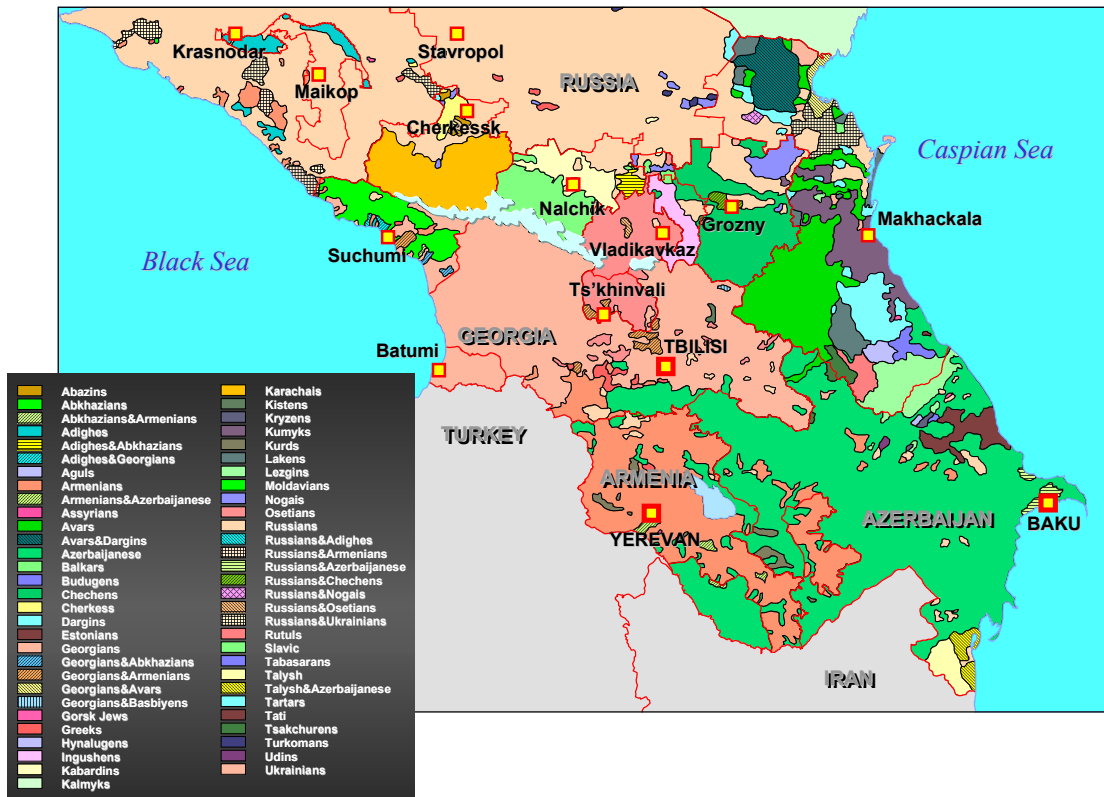 Krasnodar
Stavropol
RUSSIA
Maikop
Cherkessk
Caspian Sea
Nalchik
Grozny
Makhackala
Suchumi
Vladikavkaz
Black Sea
Ts'khinvali
GEORGIA
TBILISI
Batumi
TURKEY
ARMENIA
YEREVAN
AZERBAIJAN
BAKU
IRAN
Abazins
Abkhazians
Abkhazians&Armenians
Adighes
Adighes&Abkhazians
Adighes&Georgians
Aguls
Armenians
Armenians&Azerbaijanese
Assyrians
Avars
Avars&Dargins
Azerbaijanese
Balkars
Budugens
Chechens
Cherkess
Dargins
Estonians
Georgians
Georgians&Abkhazians
Georgians&Armenians
Georgians&Avars
Georgians&Basbiyens
Gorsk Jews
Greeks
Hynalugens
Ingushens
Kabardins
Kalmyks
Karachais
Kistens
Kryzens
Kumyks
Kurds
Lakens
Lezgins
Moldavians
Nogais
Osetians
Russians
Russians&Adighes
Russians&Armenians
Russians&Azerbaijanese
Russians&Chechens
Russians&Nogais
Russians&Osetians
Russians&Ukrainians
Rutuls
Slavic
Tabasarans
Talysh
Talysh&Azerbaijanese
Tartars
Tati
Tsakchurens
Turkomans
Udins
Ukrainians